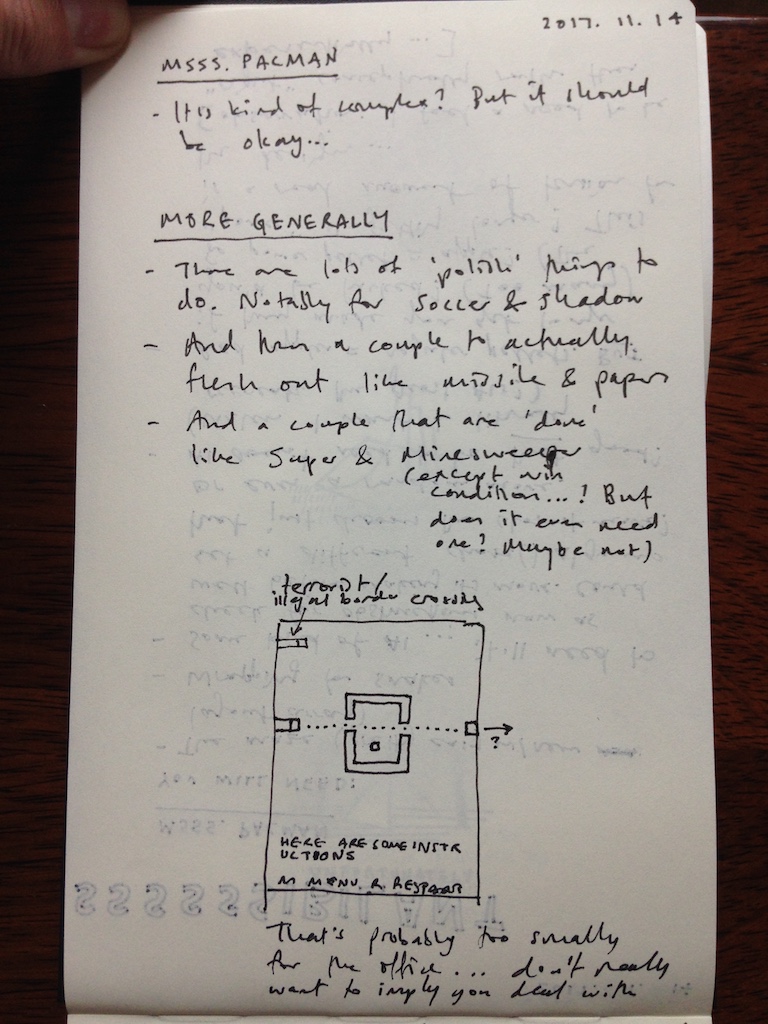 2017. 11. 14
MSSS. PACMAN
- It is kind of complex? But it should
be okay...
MORE GENERALLY
- There are lots of 'polish' things to
do. Notably for soccer & shadow
- And then a couple to actually
flesh out like missile & papers
- And a couple that are 'done'
like Super & Minesweeper
(except win
condition...! But
does it even need
one? Maybe not)
terrorist/
illegal border crossing
?
HERE ARE SOME INSTR
UCTIONS
M MENU. R.
That's probably too
for the office... don't really
want to imply you deal with